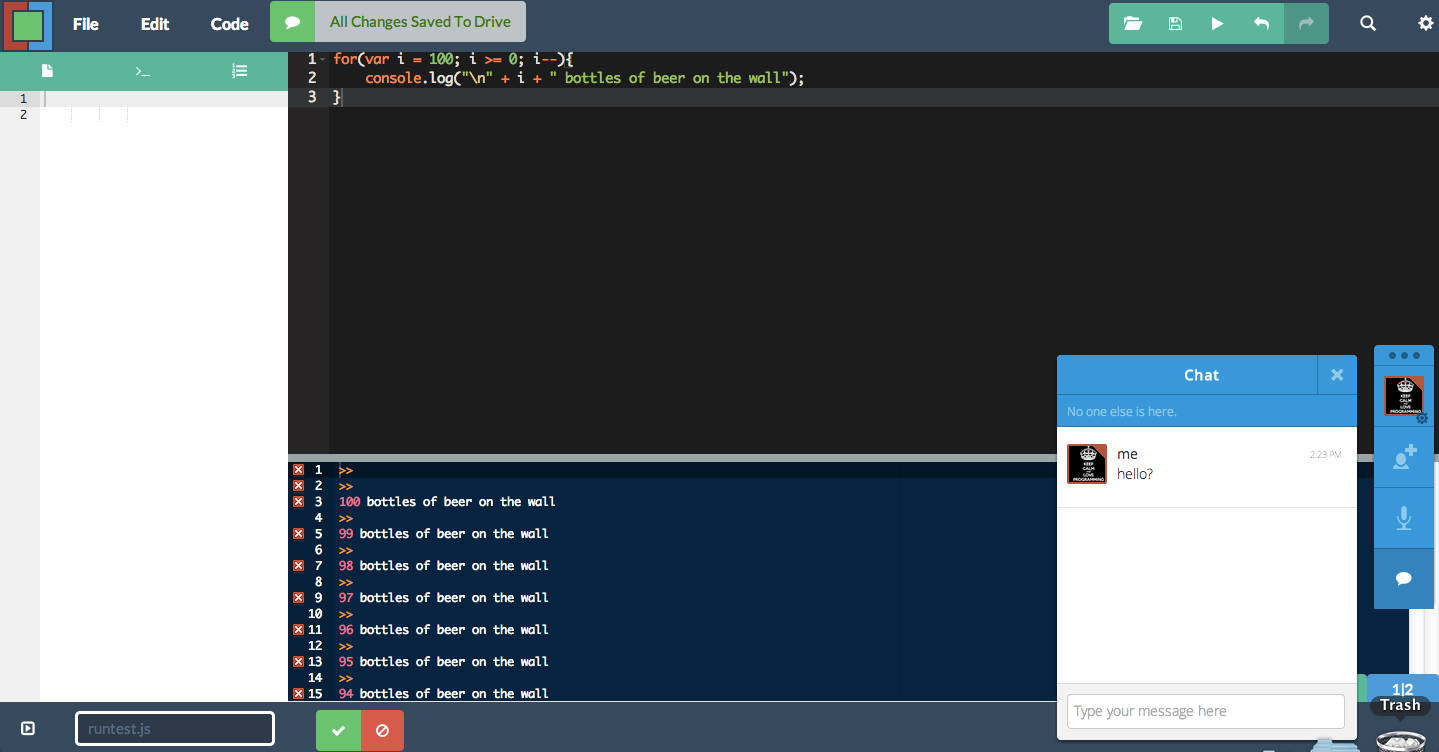 File Edit Code All Changes Saved To Drive
>_
1
2
1 for(var i = 100; i >= 0; i--){
2 console.log("\n" + i + " bottles of beer on the wall");
3 }
1 >>
2 >>
3 100 bottles of beer on the wall
4 >>
5 99 bottles of beer on the wall
6 >>
7 98 bottles of beer on the wall
8 >>
9 97 bottles of beer on the wall
10 >>
11 96 bottles of beer on the wall
12 >>
13 95 bottles of beer on the wall
14 >>
15 94 bottles of beer on the wall
Chat
No one else is here.
KEEP
CALM
AND
LOVE
PROGRAMMING
me 2:23 PM
hello?
Type your message here
KEEP
CALM
AND
LOVE
PROGRAMMING
1|2
Trash
runtest.js